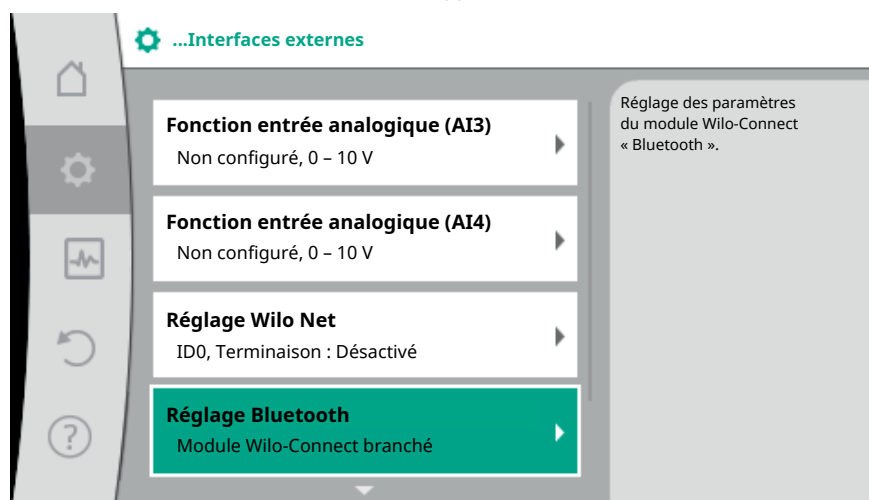 ...Interfaces externes
Fonction entrée analogique (AI3)
Non configuré, 0 – 10 V
Fonction entrée analogique (AI4)
Non configuré, 0 – 10 V
Réglage Wilo Net
ID0, Terminaison : Désactivé
Réglage Bluetooth
Module Wilo-Connect branché
Réglage des paramètres
du module Wilo-Connect
« Bluetooth ».
?